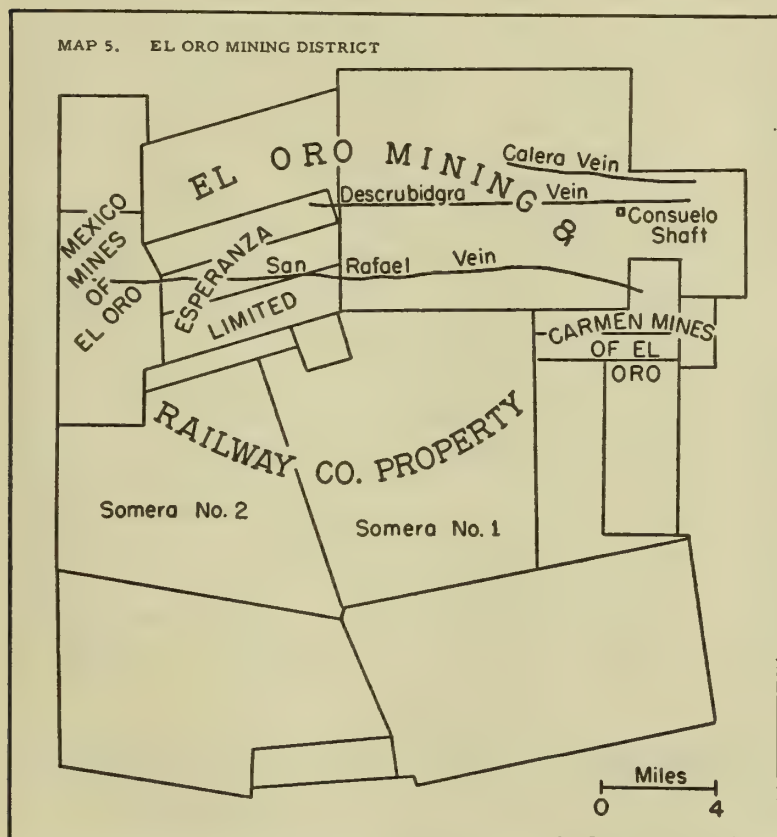 MAP 5. EL ORO MINING DISTRICT
EL ORO MINING &
RAILWAY CO. PROPERTY
Calera Vein
Descrubidgra Vein
Consuelo
Shaft
MEXICO
MINES
OF
EL ORO
ESPERANZA
LIMITED
San Rafael Vein
CARMEN MINES
OF EL
ORO
Somera No. 2
Somera No. 1
Miles
0 4